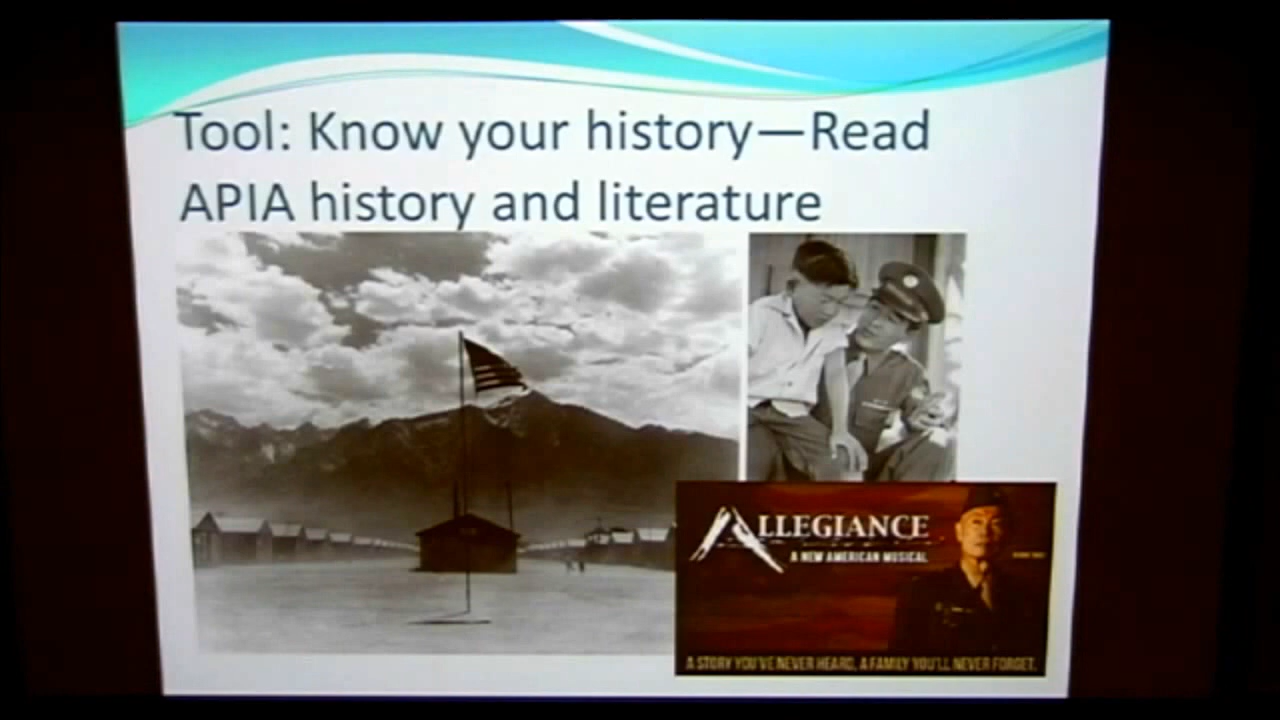 Tool: Know your history—Read
APIA history and literature
ALLEGIANCE
A NEW AMERICAN MUSICAL
A STORY YOU'VE NEVER HEARD, A FAMILY YOU'LL NEVER FORGET.